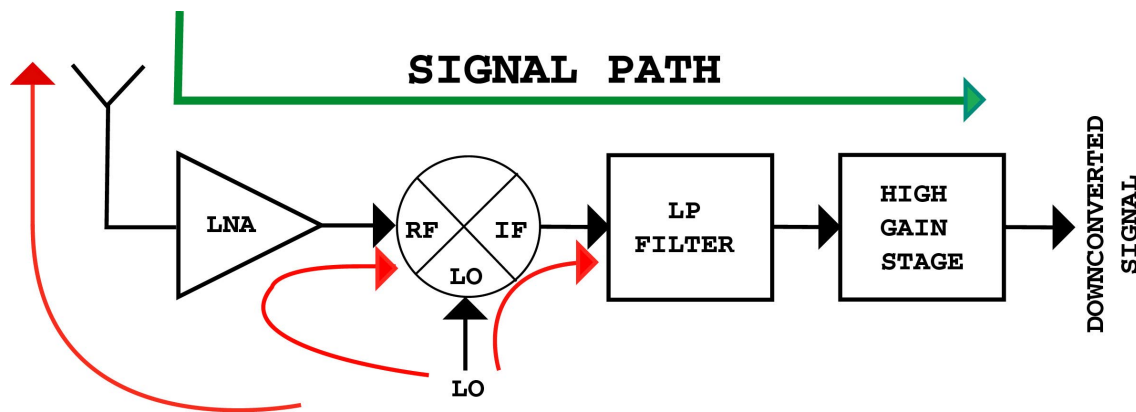 SIGNAL PATH
LNA
RF
IF
LO
LO
LP
FILTER
HIGH
GAIN
STAGE
DOWNCONVERTED
SIGNAL